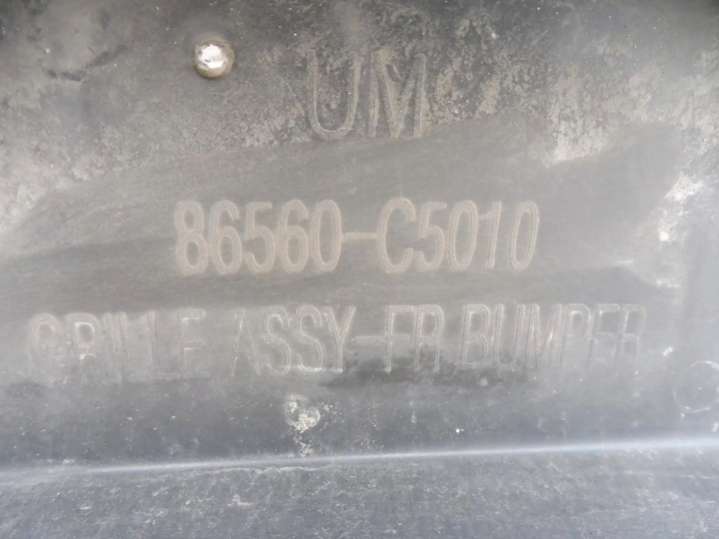 UM
86560-C5010
GRILLE ASSY-FR BUMPER